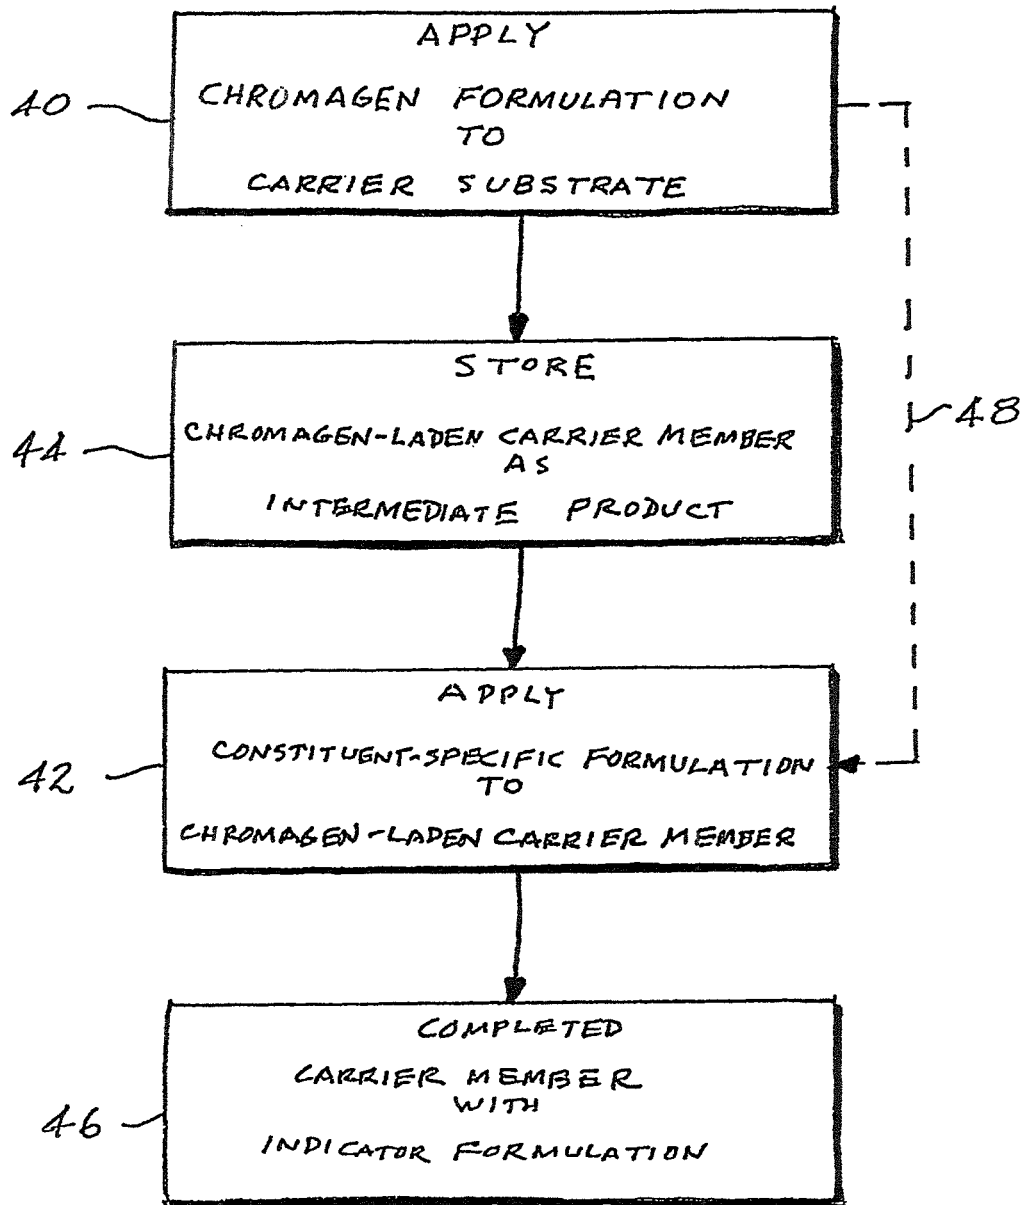 APPLY
40
CHROMAGEN FORMULATION
TO
CARRIER SUBSTRATE
STORE
48
44
CHROMAGEN-LADEN CARRIER MEMBER
AS
INTERMEDIATE PRODUCT
APPLY
42
CONSTITUENT-SPECIFIC FORMULATION
TO
CHROMAGEN-LADEN CARRIER MEMBER
COMPLETED
CARRIER MEMBER
WITH
46
INDICATOR FORMULATION